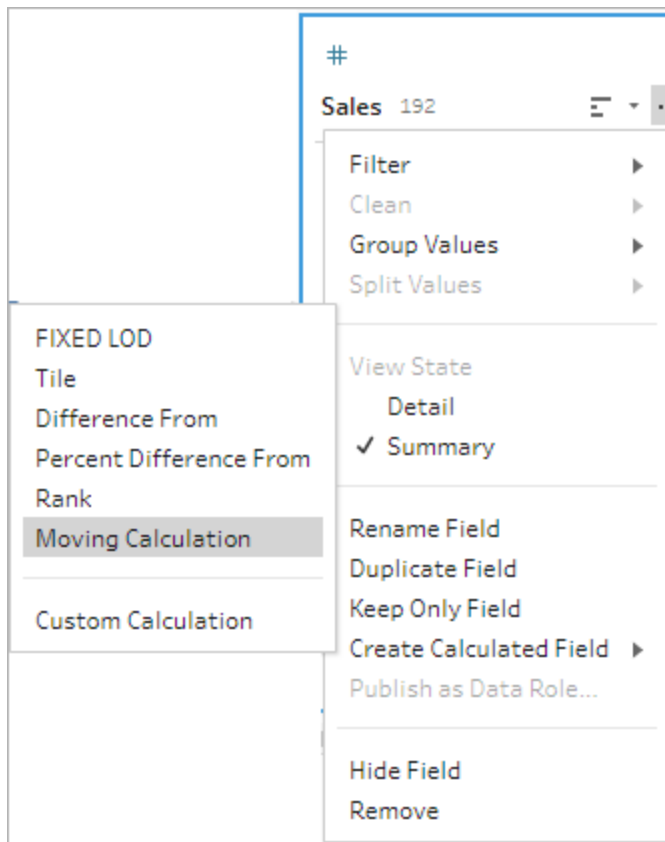 #
Sales 192
Filter
Clean
Group Values
Split Values
View State
Detail
✓ Summary
Rename Field
Duplicate Field
Keep Only Field
Create Calculated Field
Publish as Data Role...
Hide Field
Remove
FIXED LOD
Tile
Difference From
Percent Difference From
Rank
Moving Calculation
Custom Calculation